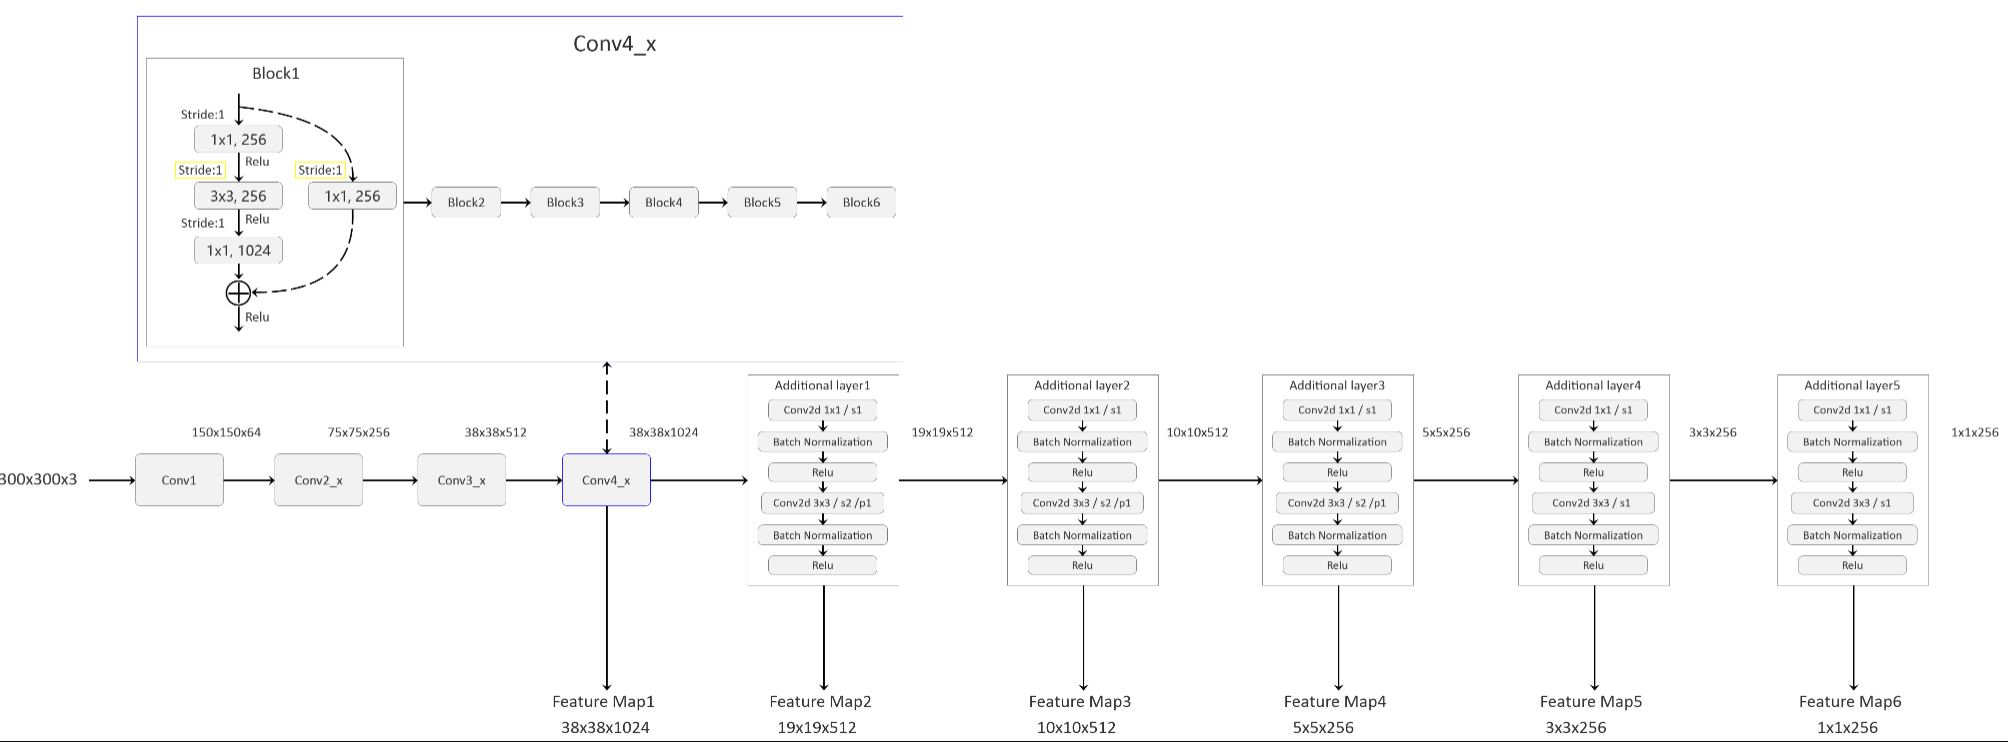 Conv4_x
Block1
Stride:1
1x1, 256
Relu
Stride:1
Stride:1
3x3, 256
1x1, 256
Stride:1
Relu
1x1, 1024
Relu
Block2
Block3
Block4
Block5
Block6
300x300x3
Conv1
150x150x64
Conv2_x
75x75x256
Conv3_x
38x38x512
Conv4_x
38x38x1024
Additional layer1
Conv2d 1x1 / s1
Batch Normalization
Relu
Conv2d 3x3 / s2 /p1
Batch Normalization
Relu
19x19x512
Additional layer2
Conv2d 1x1 / s1
Batch Normalization
Relu
Conv2d 3x3 / s2 /p1
Batch Normalization
Relu
10x10x512
Additional layer3
Conv2d 1x1 / s1
Batch Normalization
Relu
Conv2d 3x3 / s2 /p1
Batch Normalization
Relu
5x5x256
Additional layer4
Conv2d 1x1 / s1
Batch Normalization
Relu
Conv2d 3x3 / s1
Batch Normalization
Relu
3x3x256
Additional layer5
Conv2d 1x1 / s1
Batch Normalization
Relu
Conv2d 3x3 / s1
Batch Normalization
Relu
1x1x256
Feature Map1
38x38x1024
Feature Map2
19x19x512
Feature Map3
10x10x512
Feature Map4
5x5x256
Feature Map5
3x3x256
Feature Map6
1x1x256